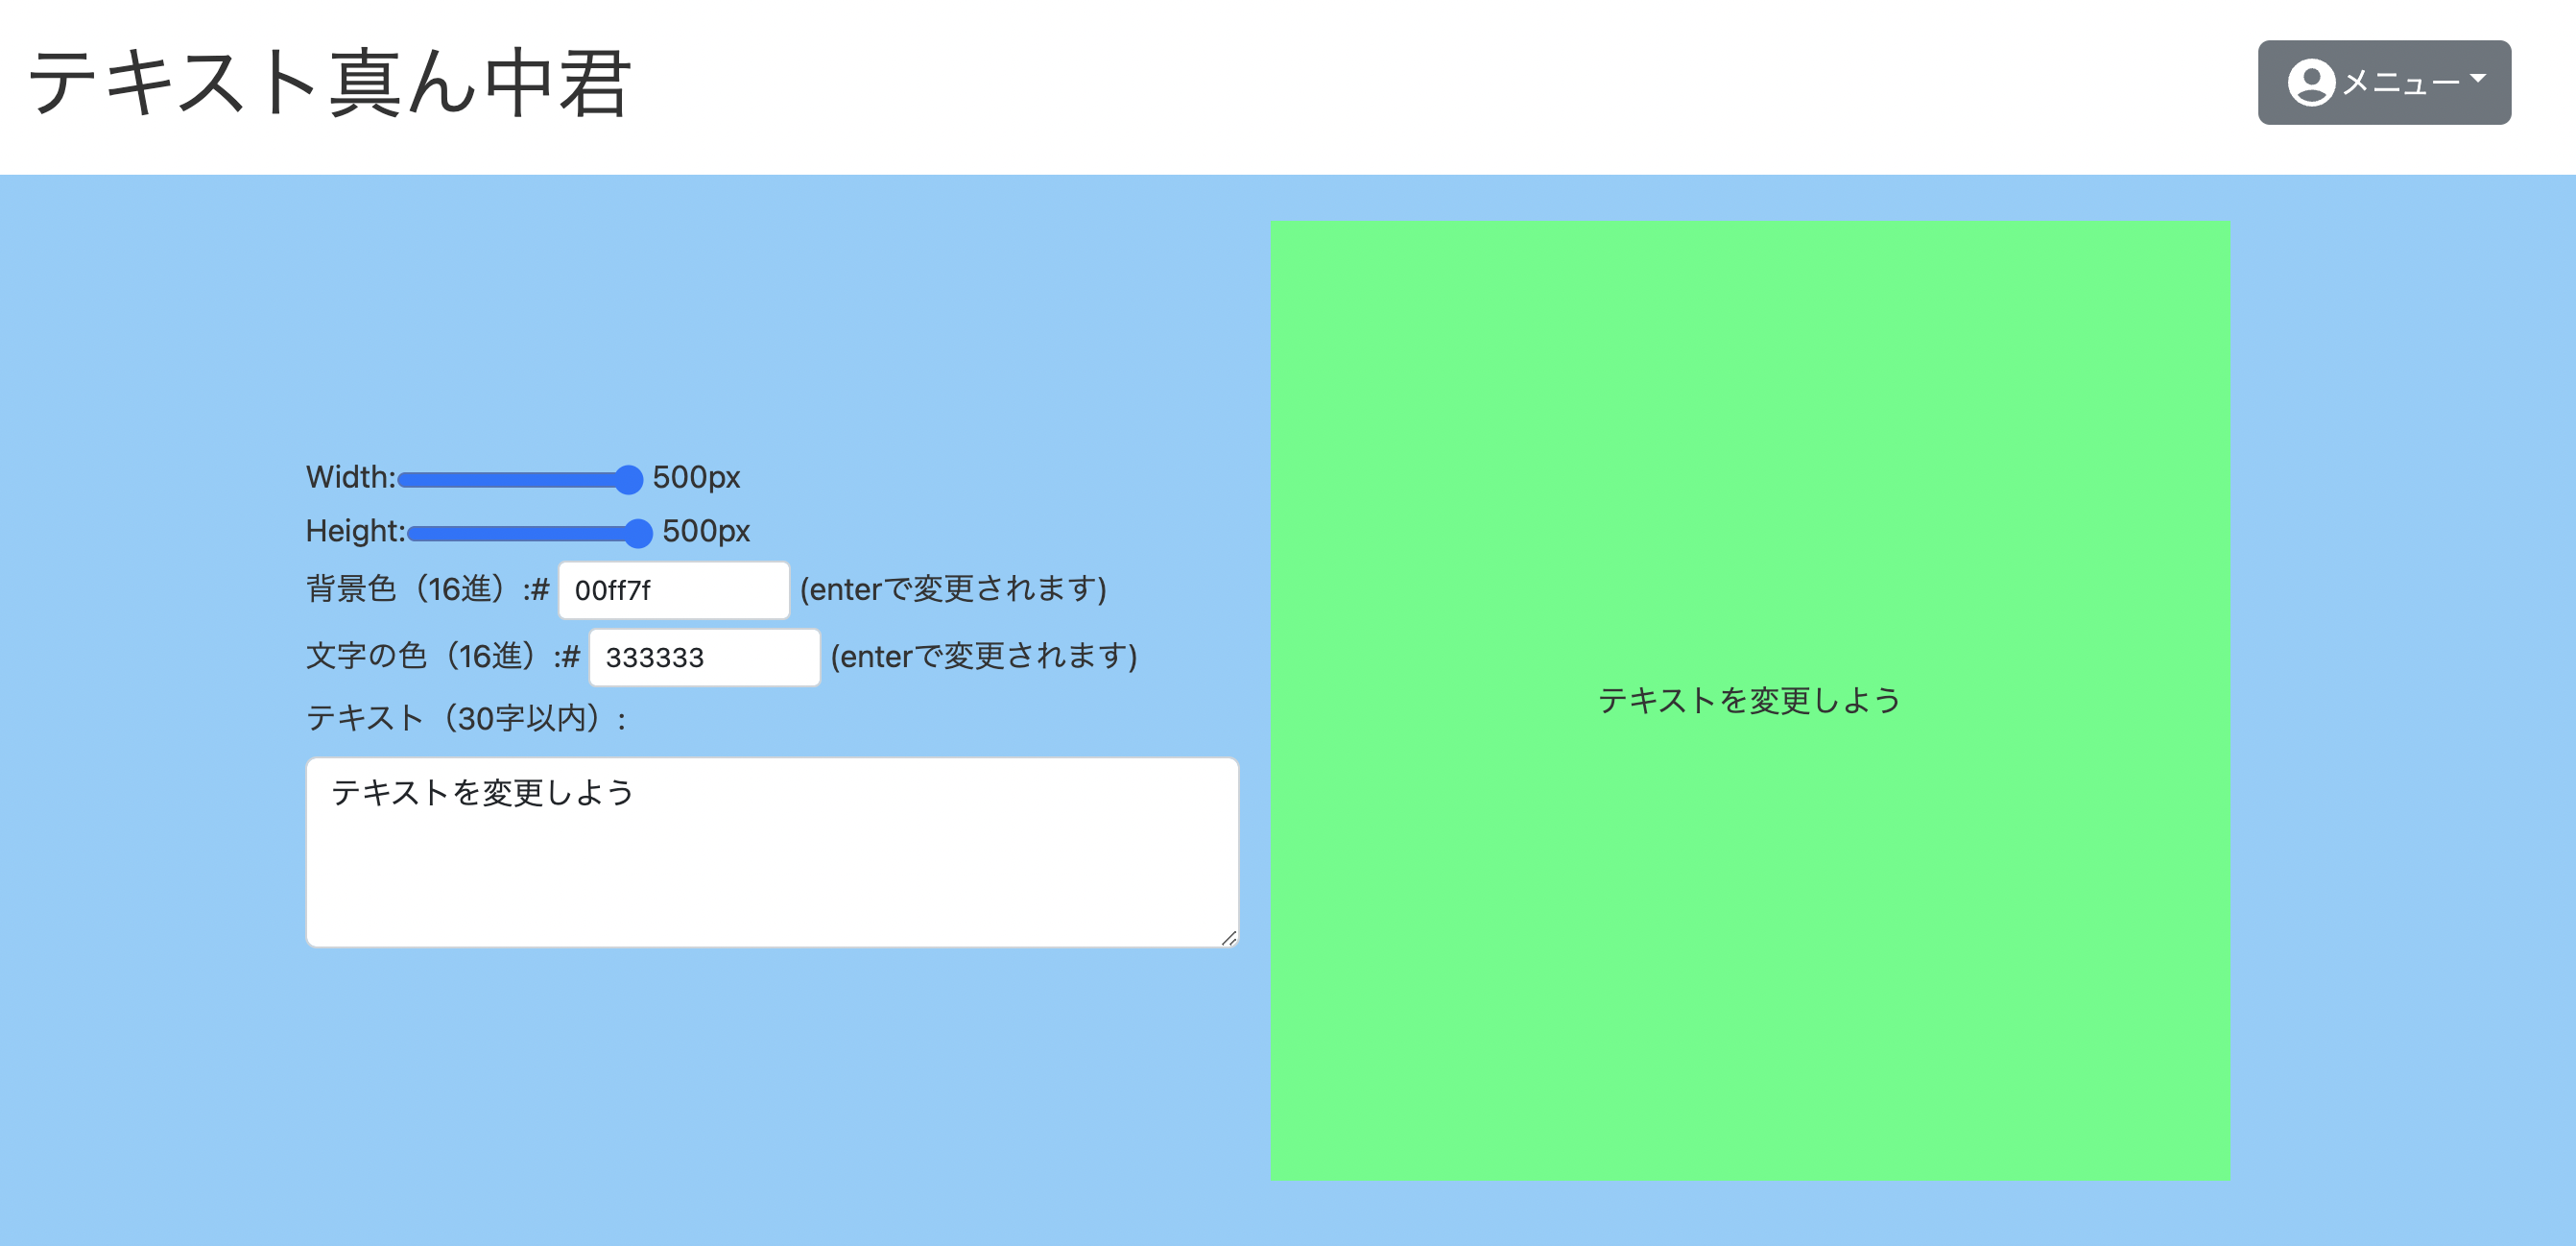 テキスト真ん中君
メニュー
Width: 500px
Height: 500px
背景色（16進）:# 00ff7f (enterで変更されます)
文字の色（16進）:# 333333 (enterで変更されます)
テキスト（30字以内）:
テキストを変更しよう
テキストを変更しよう